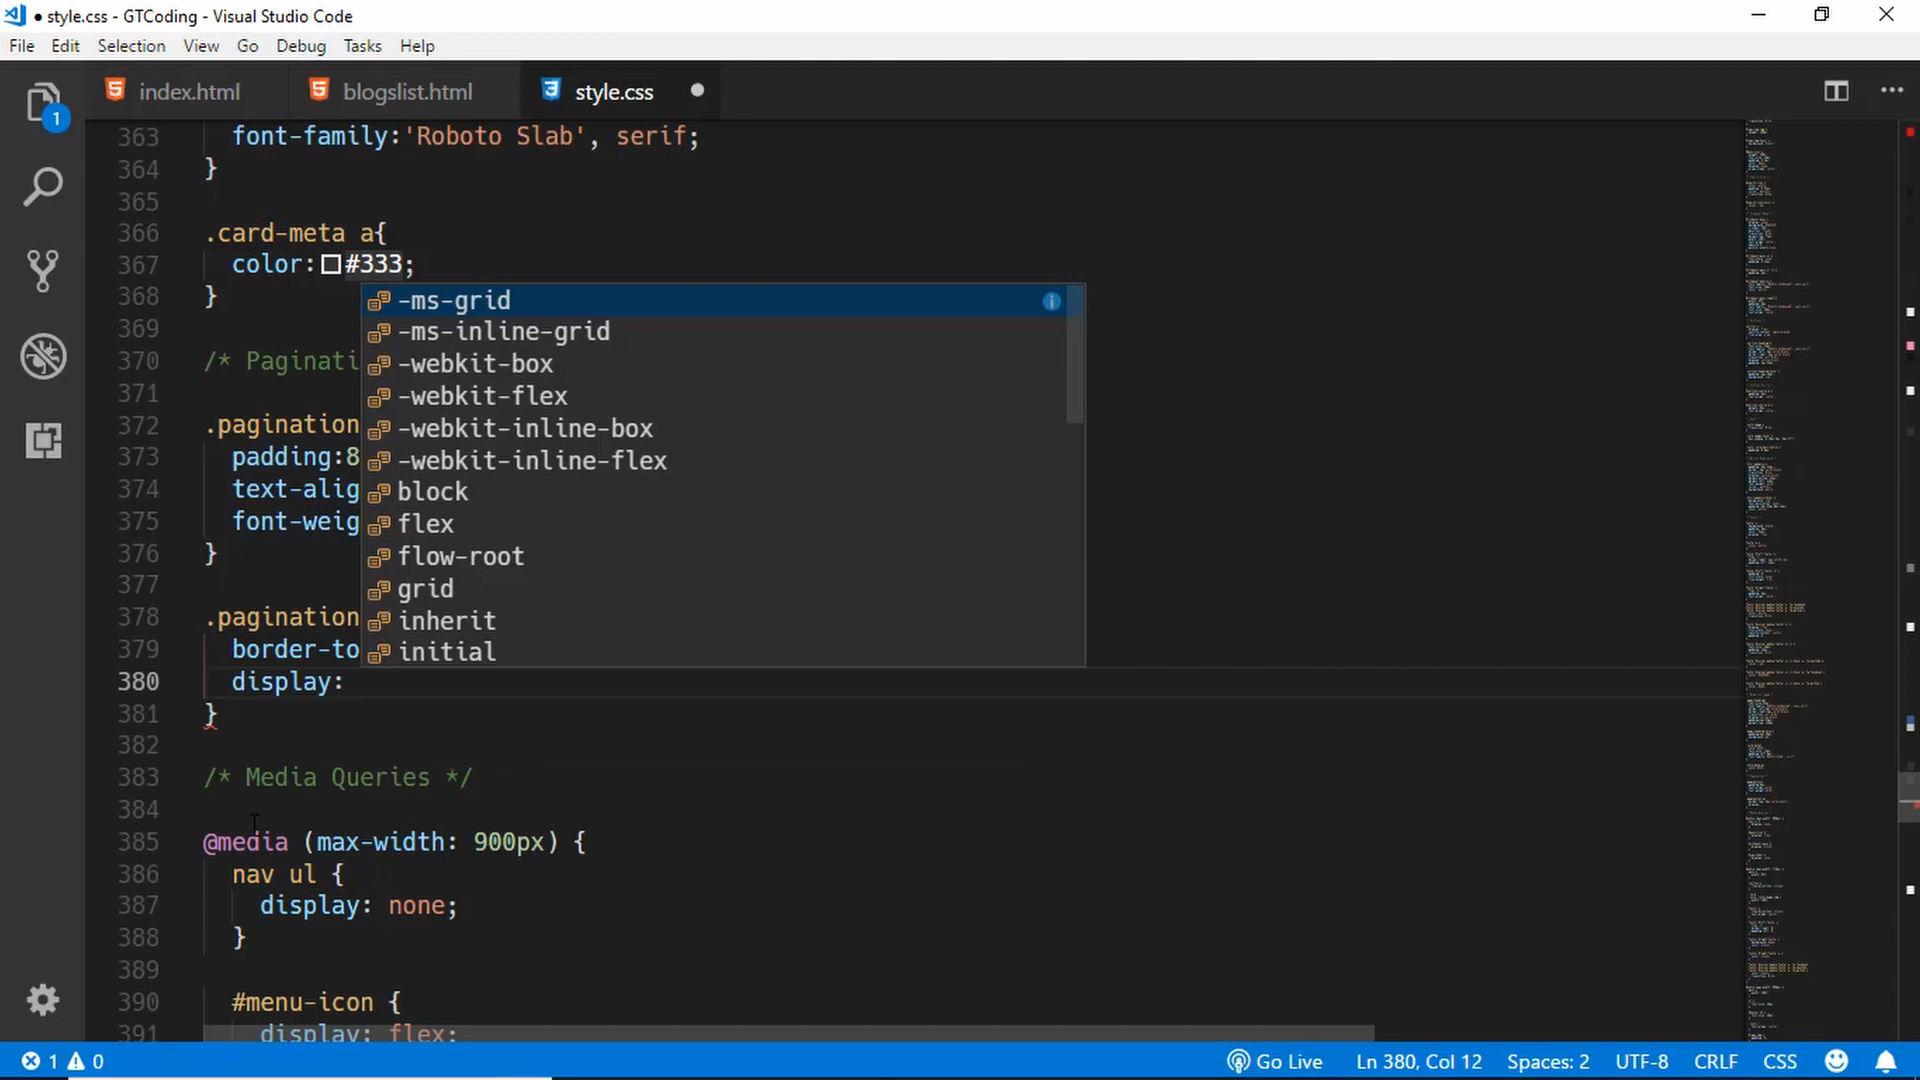 ● style.css - GTCoding - Visual Studio Code
File Edit Selection View Go Debug Tasks Help
index.html blogslist.html style.css
363 font-family:'Roboto Slab', serif;
364 }
365
366 .card-meta a{
367 color:#333;
368 }
369
370 /* Paginati
371
372 .pagination
373 padding:8
374 text-alig
375 font-weig
376 }
377
378 .pagination
379 border-to
380 display:
381 }
382
383 /* Media Queries */
384
385 @media (max-width: 900px) {
386 nav ul {
387 display: none;
388 }
389
390 #menu-icon {
391 display: flex;
-ms-grid
-ms-inline-grid
-webkit-box
-webkit-flex
-webkit-inline-box
-webkit-inline-flex
block
flex
flow-root
grid
inherit
initial
1
1 0 Go Live Ln 380, Col 12 Spaces: 2 UTF-8 CRLF CSS